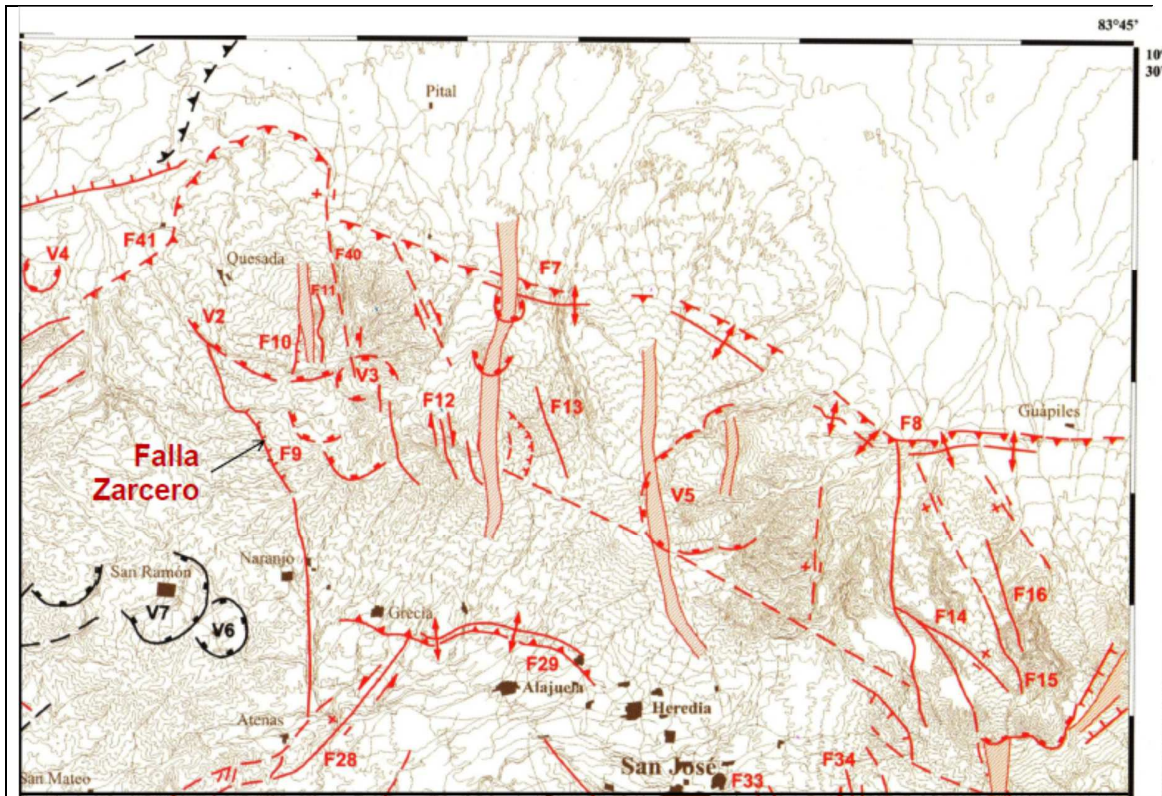 83°45'
10°
30'
Pital
V4
F41
Quesada
F40
F7
F11
V2
F10
V3
F12
F13
F8
Guápiles
Falla
Zarcero
F9
V5
San Ramón
Naranjo
V7
V6
Grecia
F14
F16
F29
F15
Alajuela
Heredia
Atenas
F28
San José
F34
San Mateo
F33